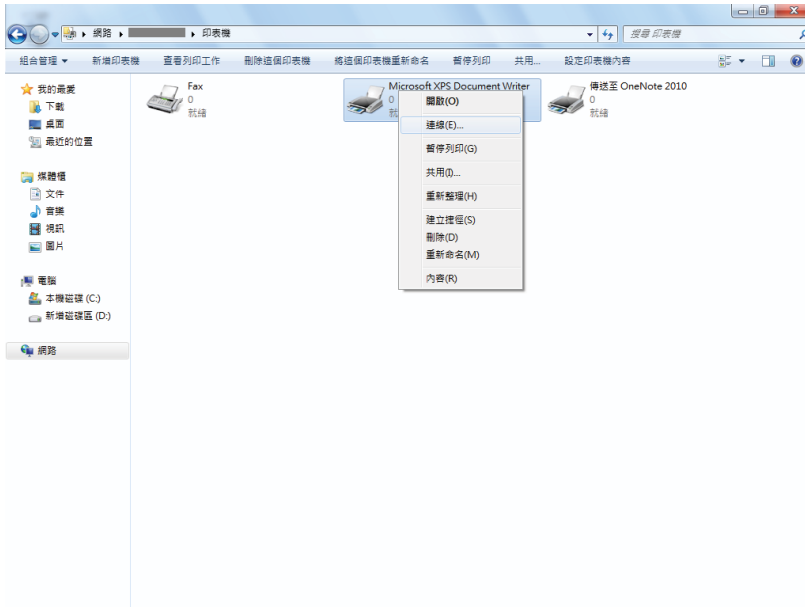 網路 ▸ ▸ 印表機
搜尋 印表機
組合管理 新增印表機 查看列印工作 刪除這個印表機 將這個印表機重新命名 暫停列印 共用... 設定印表機內容
我的最愛
下載
桌面
最近的位置
媒體櫃
文件
音樂
視訊
圖片
電腦
本機磁碟 (C:)
新增磁碟區 (D:)
網路
Fax
0
就緒
Microsoft XPS Document Writer
0
就
傳送至 OneNote 2010
0
就緒
開啟(O)
連線(E)...
暫停列印(G)
共用(I)...
重新整理(H)
建立捷徑(S)
刪除(D)
重新命名(M)
內容(R)